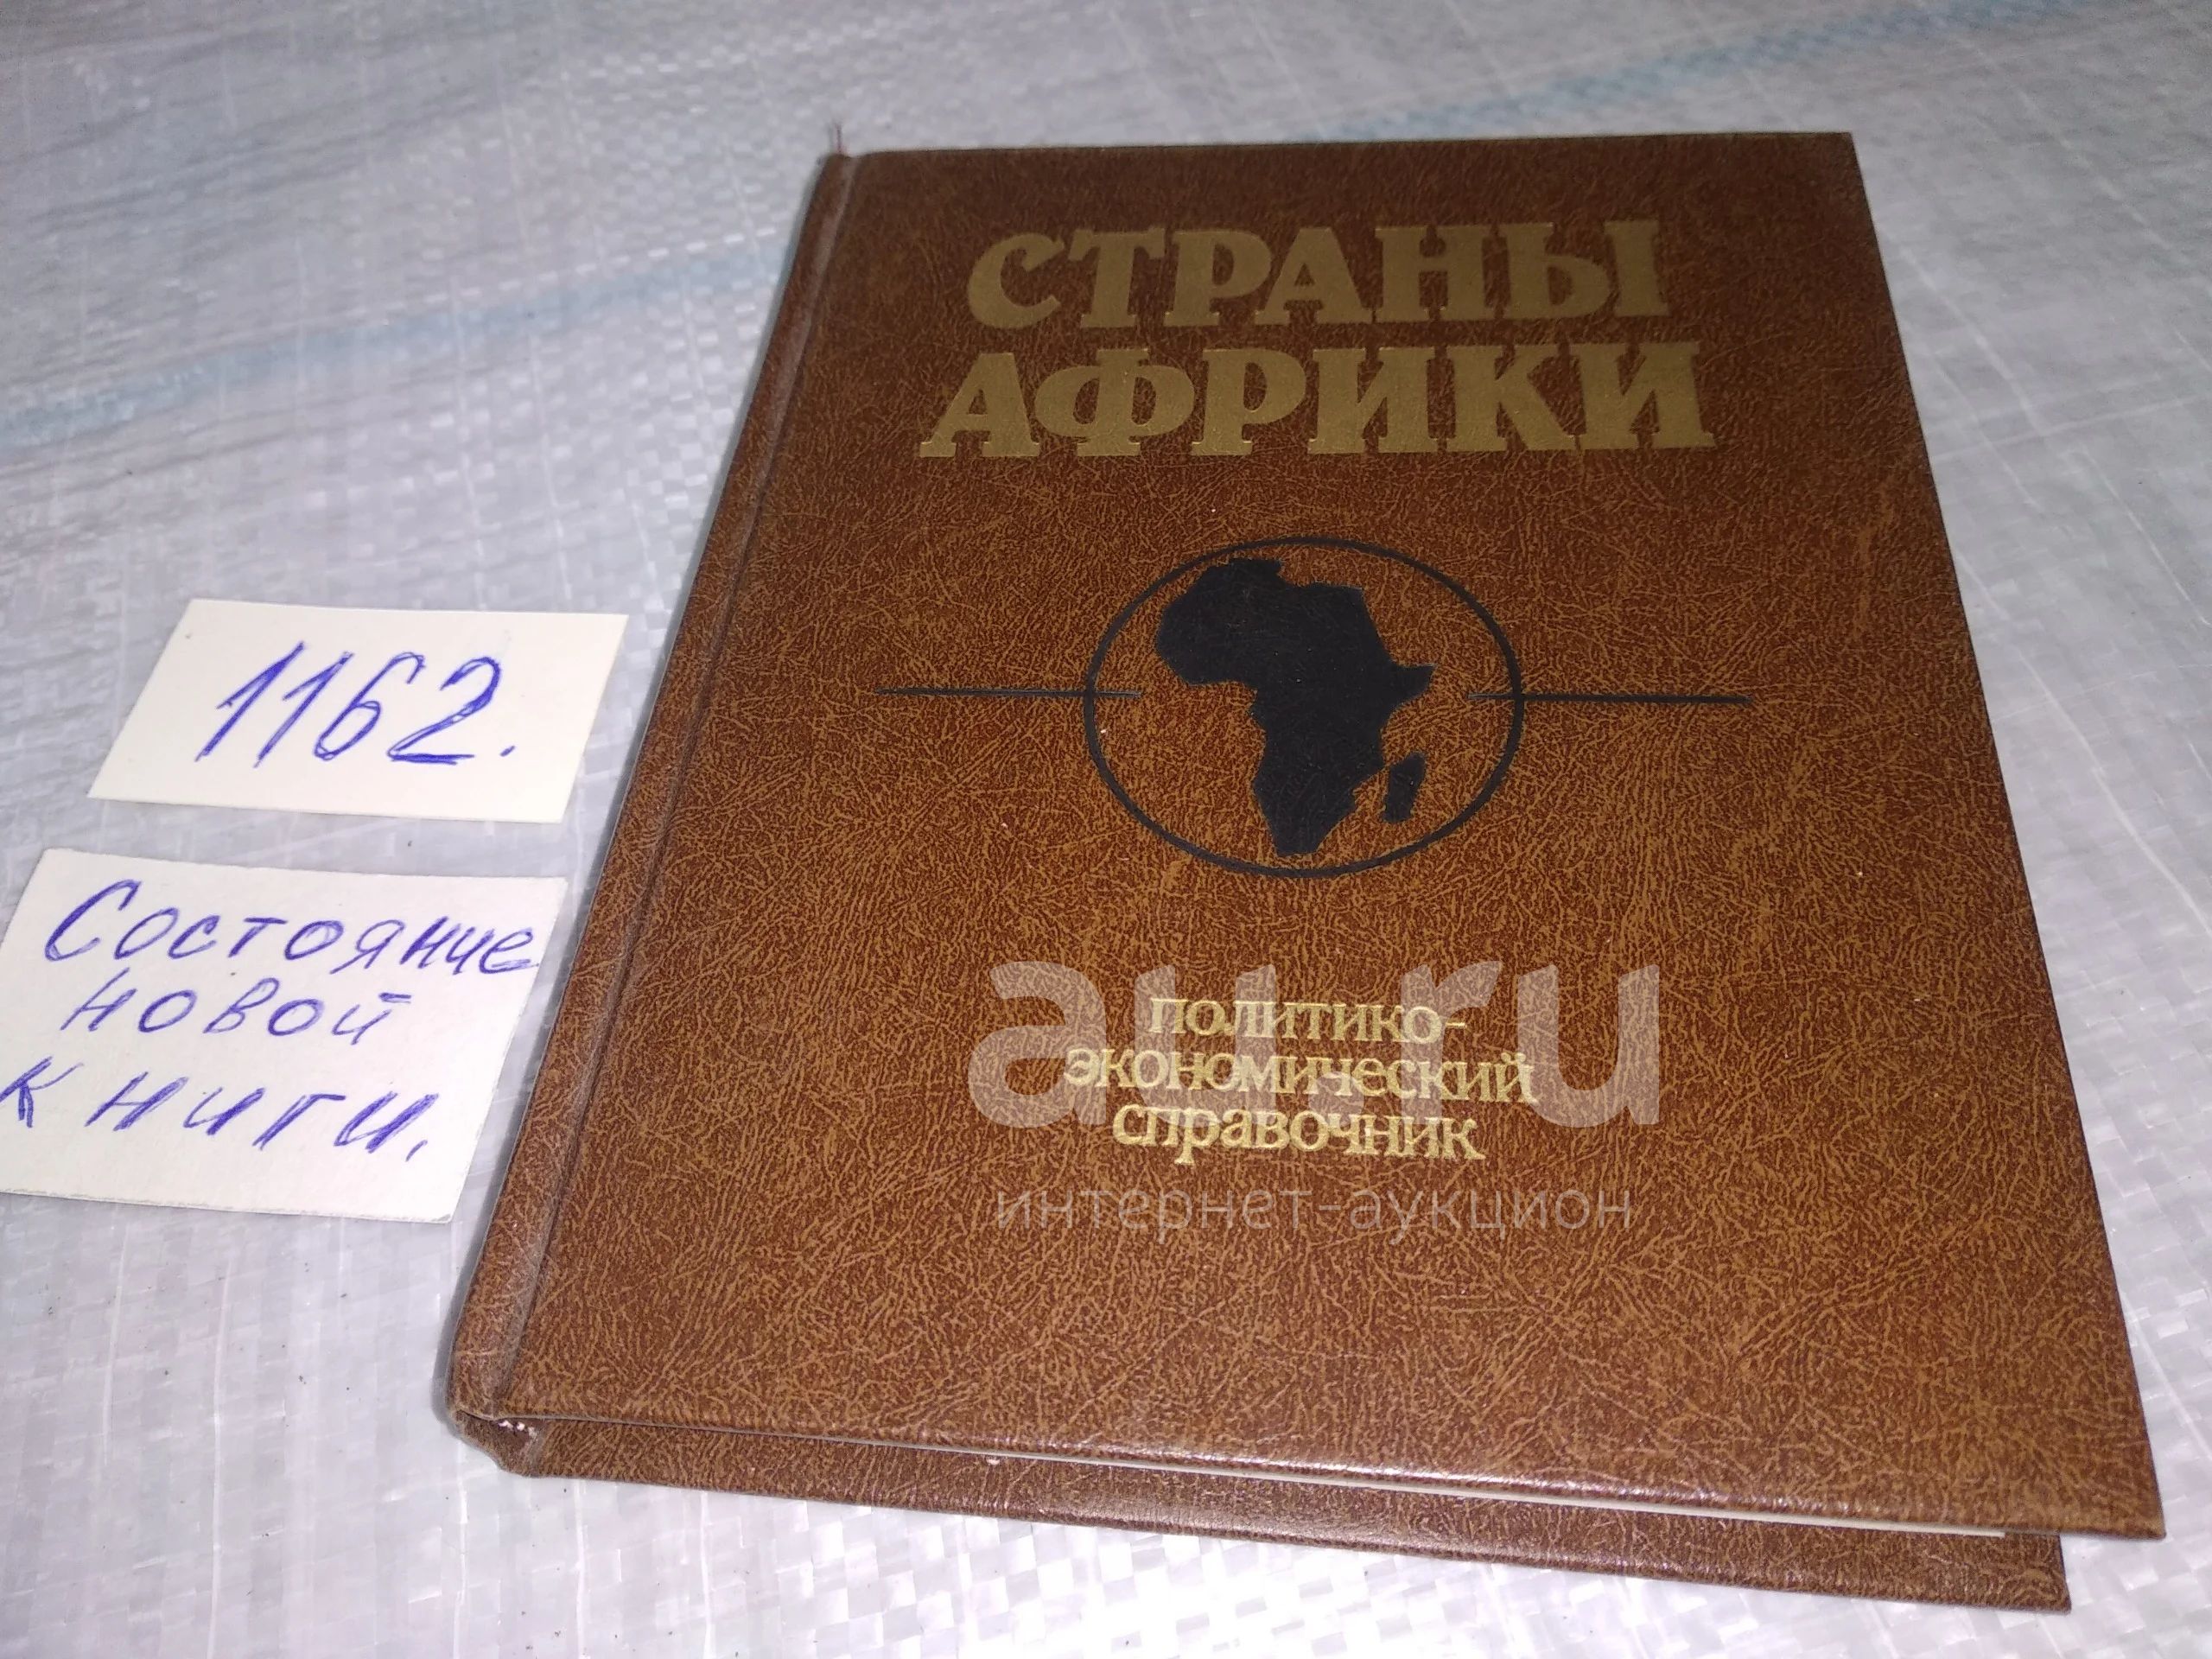 СТРАНЫ
АФРИКИ
1162.
Состояние
новой
книги.
au.ru
политико-
экономический
справочник
интернет-аукцион